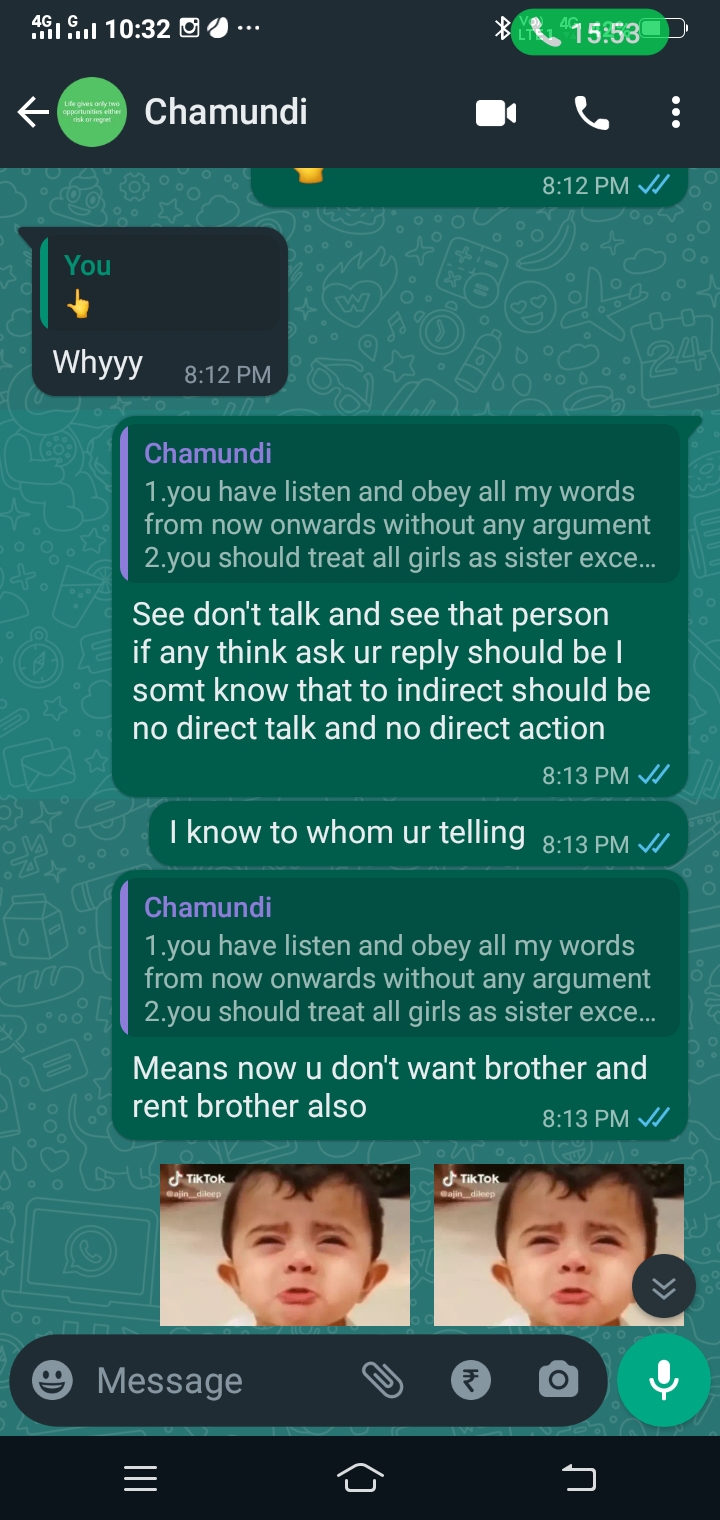 4G G 10:32 15:53
Life gives only two
opportunities either
risk or regret
Chamundi
8:12 PM
You
👆
Whyyy 8:12 PM
Chamundi
1.you have listen and obey all my words
from now onwards without any argument
2.you should treat all girls as sister exce...
See don't talk and see that person
if any think ask ur reply should be I
somt know that to indirect should be
no direct talk and no direct action
8:13 PM
I know to whom ur telling 8:13 PM
Chamundi
1.you have listen and obey all my words
from now onwards without any argument
2.you should treat all girls as sister exce...
Means now u don't want brother and
rent brother also 8:13 PM
TikTok TikTok
@ajin__dileep @ajin__dileep
Message